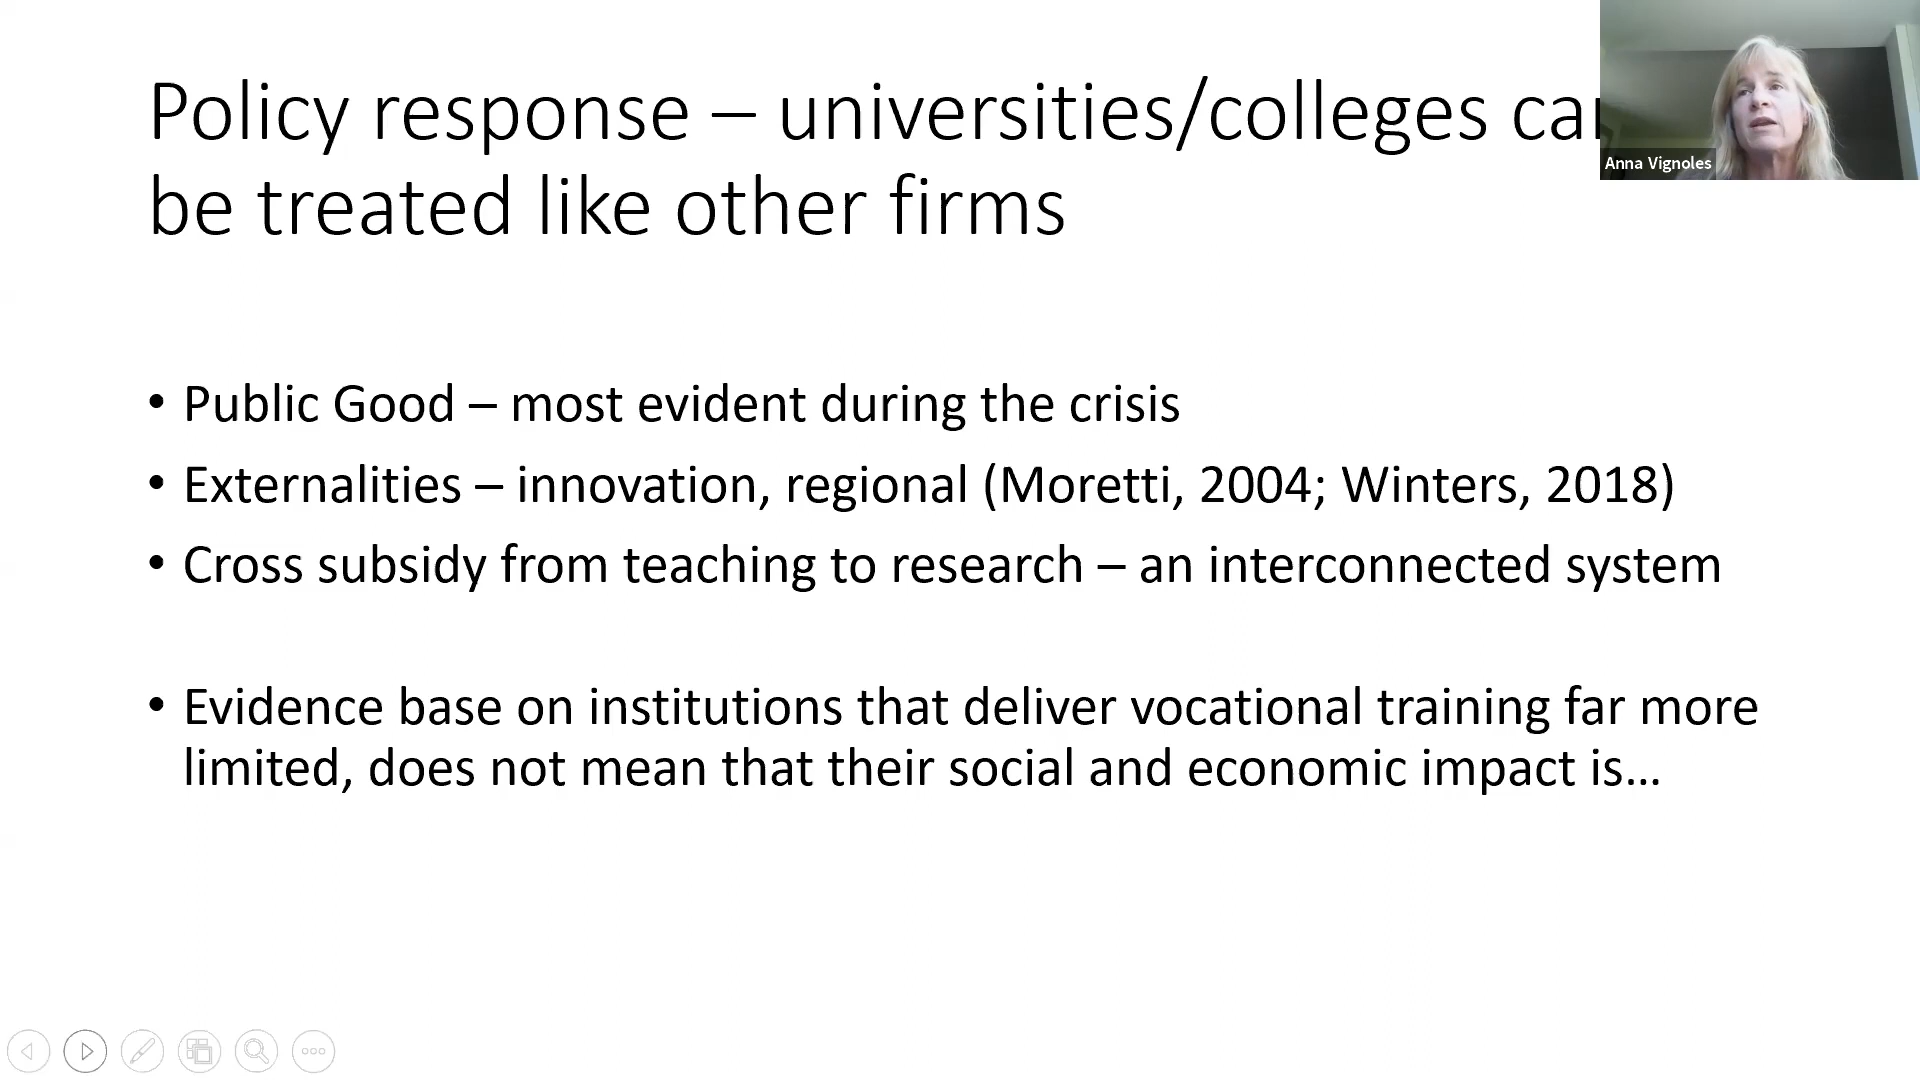 Policy response – universities/colleges
be treated like other firms
Anna Vignoles
• Public Good – most evident during the crisis
• Externalities – innovation, regional (Moretti, 2004; Winters, 2018)
• Cross subsidy from teaching to research – an interconnected system
• Evidence base on institutions that deliver vocational training far more
limited, does not mean that their social and economic impact is…